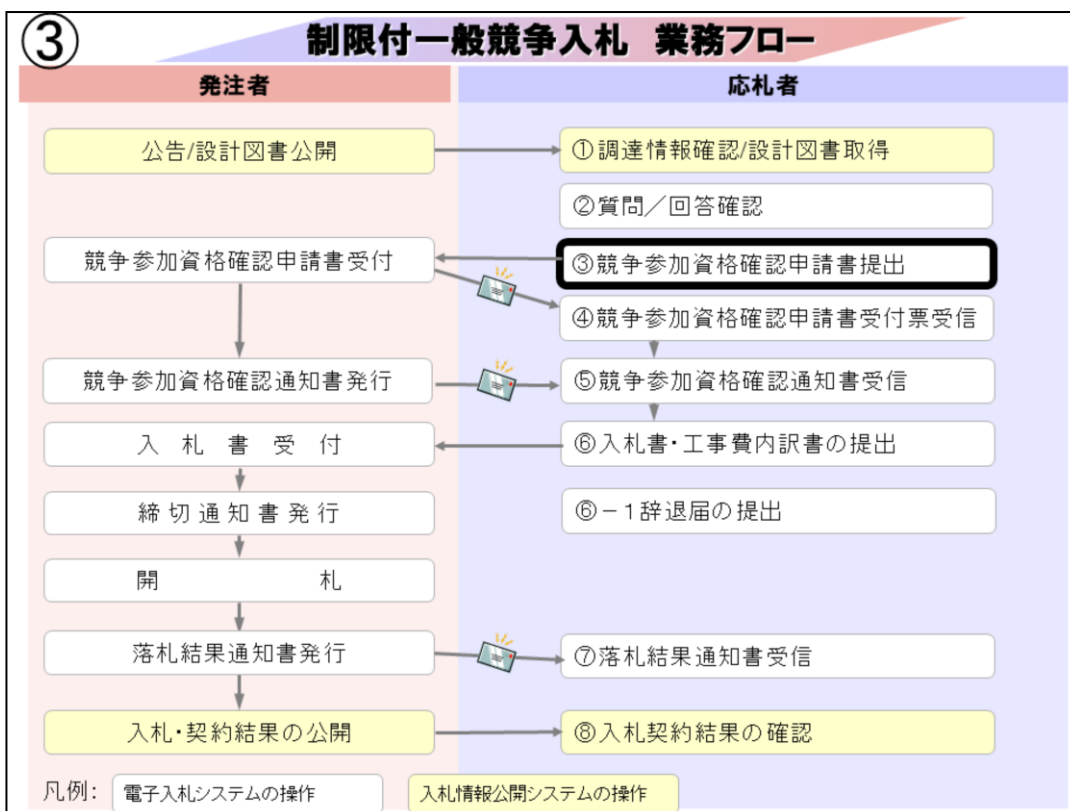 ③
制限付一般競争入札 業務フロー
発注者
応札者
公告/設計図書公開
①調達情報確認/設計図書取得
②質問／回答確認
競争参加資格確認申請書受付
③競争参加資格確認申請書提出
④競争参加資格確認申請書受付票受信
競争参加資格確認通知書発行
⑤競争参加資格確認通知書受信
入 札 書 受 付
⑥入札書・工事費内訳書の提出
締切通知書発行
⑥－１辞退届の提出
開 札
落札結果通知書発行
⑦落札結果通知書受信
入札・契約結果の公開
⑧入札契約結果の確認
凡例： 電子入札システムの操作 入札情報公開システムの操作